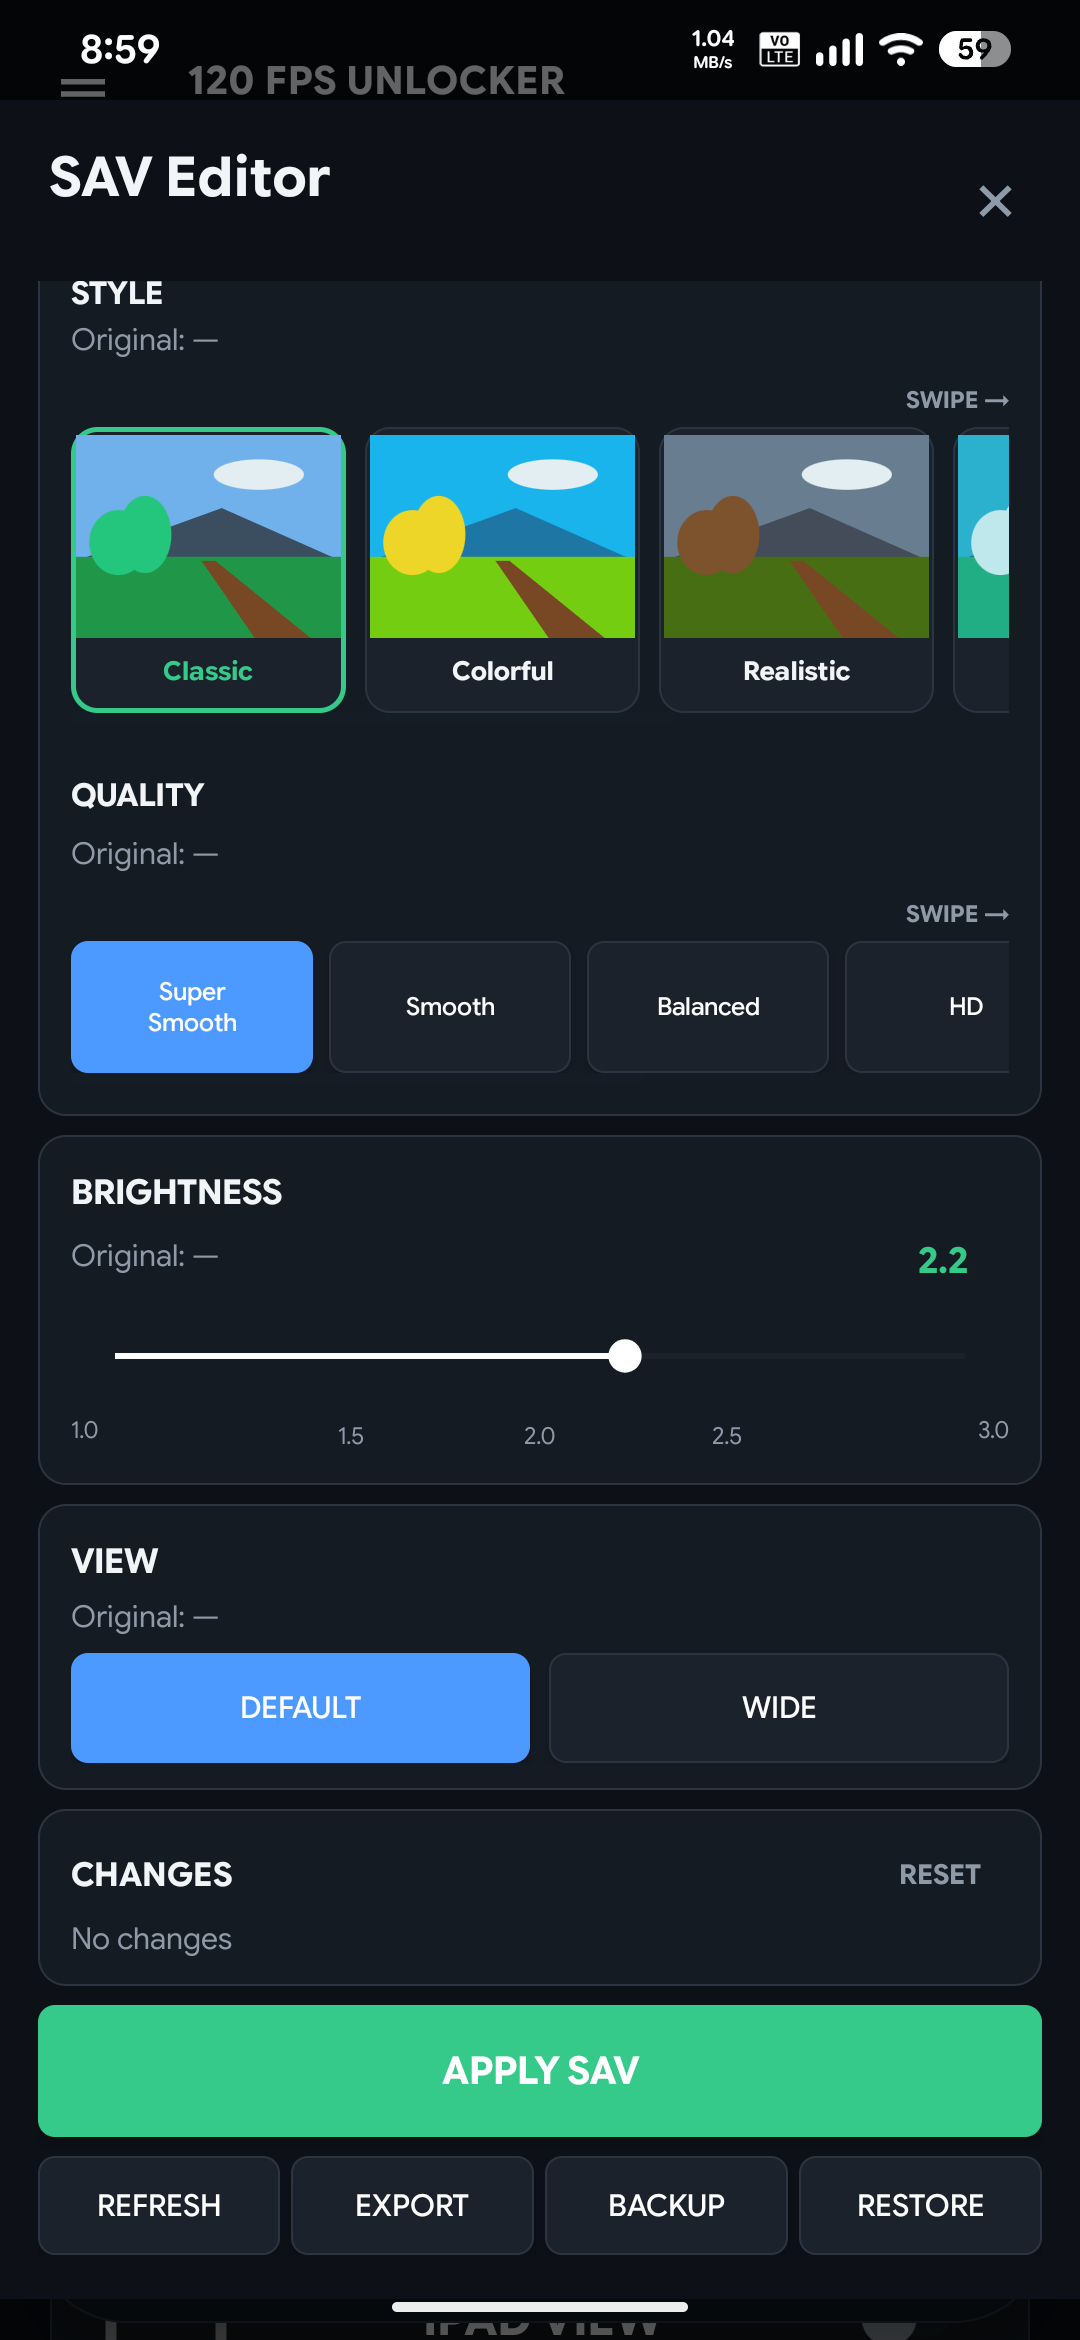 8:59
1.04
MB/s
VO
LTE
59
120 FPS UNLOCKER
SAV Editor
STYLE
Original: —
SWIPE →
Classic
Colorful
Realistic
QUALITY
Original: —
SWIPE →
Super
Smooth
Smooth
Balanced
HD
BRIGHTNESS
Original: —
2.2
1.0
1.5
2.0
2.5
3.0
VIEW
Original: —
DEFAULT
WIDE
CHANGES
RESET
No changes
APPLY SAV
REFRESH
EXPORT
BACKUP
RESTORE
IPAD VIEW